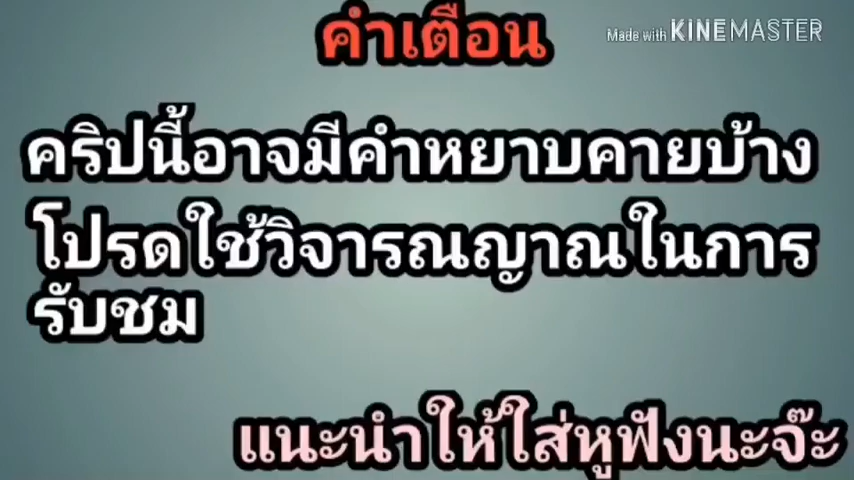 คำเตือน
Made with KINEMASTER
คริปนี้อาจมีคำหยาบคายบ้าง
โปรดใช้วิจารณญาณในการ
รับชม
แนะนำให้ใส่หูฟังนะจ๊ะ